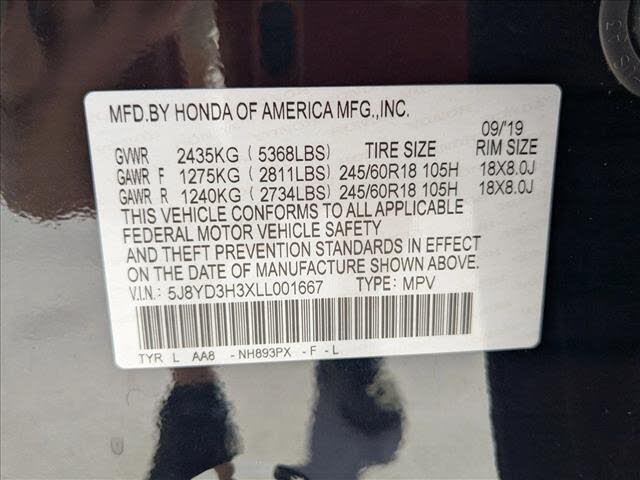 MFD.BY HONDA OF AMERICA MFG.,INC.
09/'19
GVWR 2435KG ( 5368LBS) TIRE SIZE RIM SIZE
GAWR F 1275KG ( 2811LBS) 245/60R18 105H 18X8.0J
GAWR R 1240KG ( 2734LBS) 245/60R18 105H 18X8.0J
THIS VEHICLE CONFORMS TO ALL APPLICABLE
FEDERAL MOTOR VEHICLE SAFETY
AND THEFT PREVENTION STANDARDS IN EFFECT
ON THE DATE OF MANUFACTURE SHOWN ABOVE.
V.I.N.: 5J8YD3H3XLL001667 TYPE: MPV
TYR L AA8 -NH893PX -F -L